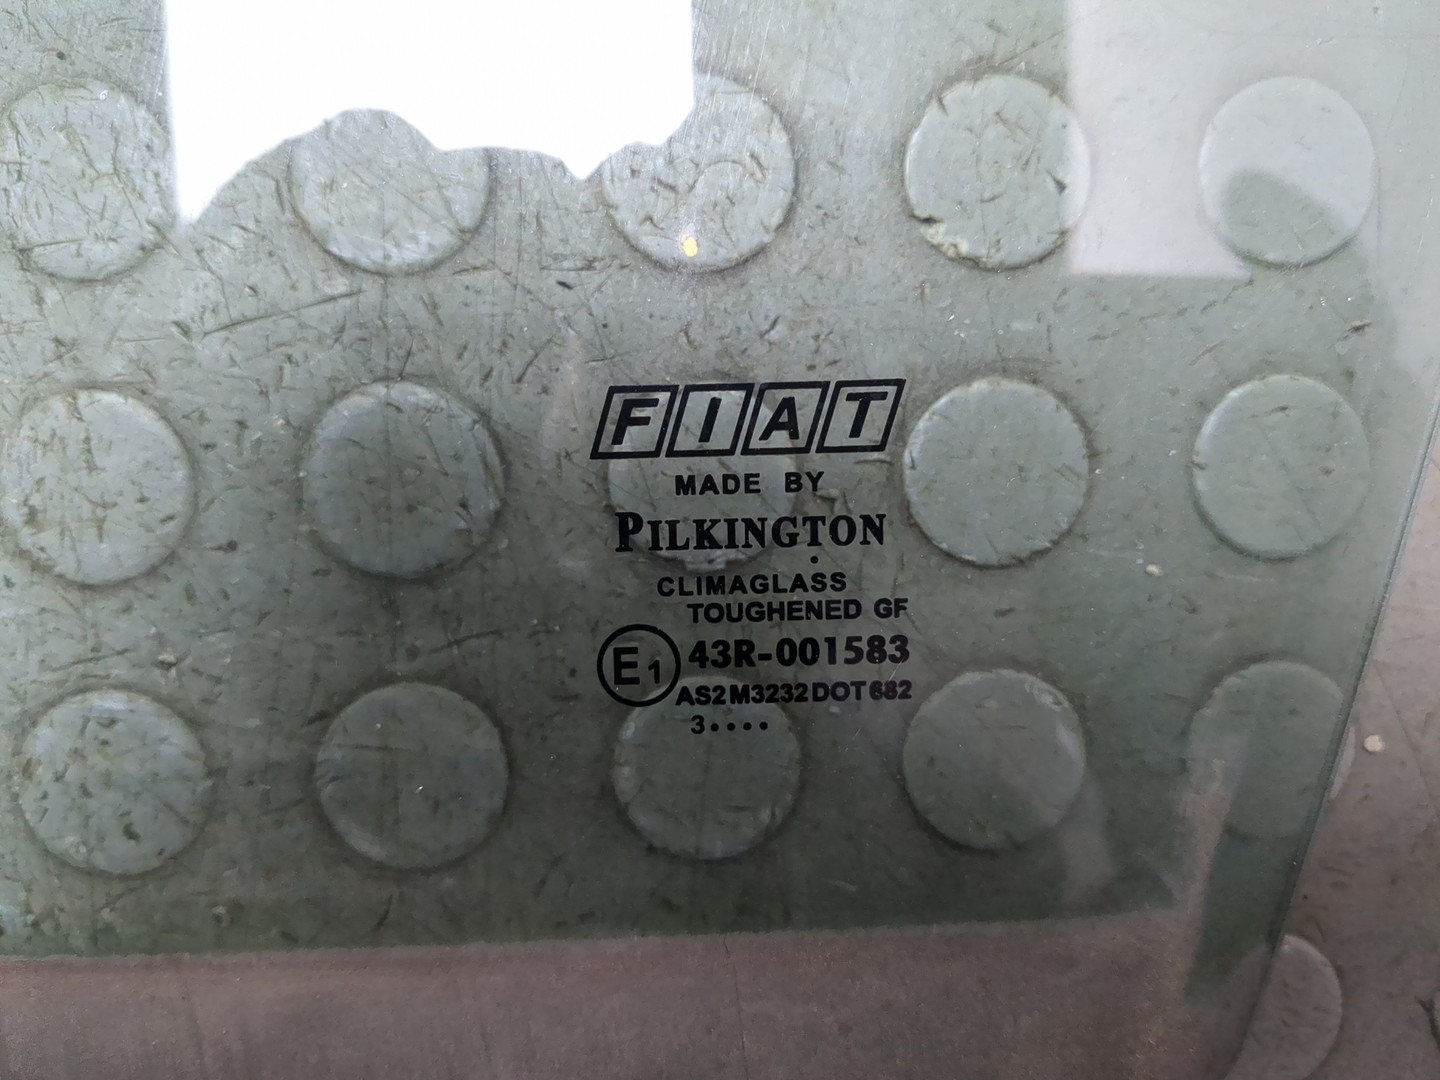 FIAT
MADE BY
PILKINGTON
CLIMAGLASS
TOUGHENED GF
E1 43R-001583
AS2 M3232 DOT 682
3••••